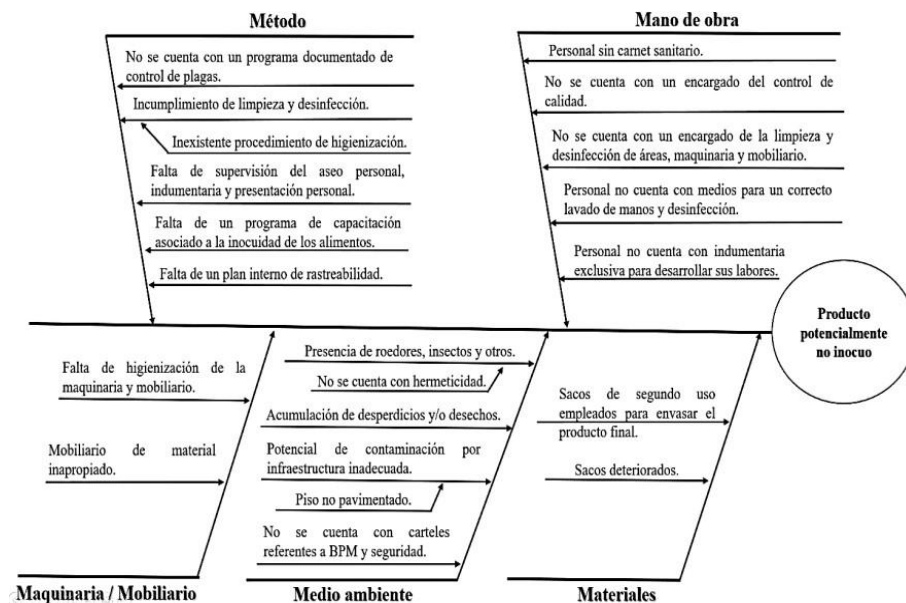 Método
No se cuenta con un programa documentado de
control de plagas.
Incumplimiento de limpieza y desinfección.
Inexistente procedimiento de higienización.
Falta de supervisión del aseo personal,
indumentaria y presentación personal.
Falta de un programa de capacitación
asociado a la inocuidad de los alimentos.
Falta de un plan interno de rastreabilidad.
Mano de obra
Personal sin carnet sanitario.
No se cuenta con un encargado del control de
calidad.
No se cuenta con un encargado de la limpieza y
desinfección de áreas, maquinaria y mobiliario.
Personal no cuenta con medios para un correcto
lavado de manos y desinfección.
Personal no cuenta con indumentaria
exclusiva para desarrollar sus labores.
Producto
potencialmente
no inocuo
Falta de higienización de la
maquinaria y mobiliario.
Mobiliario de material
inapropiado.
Maquinaria / Mobiliario
Presencia de roedores, insectos y otros.
No se cuenta con hermeticidad.
Acumulación de desperdicios y/o desechos.
Potencial de contaminación por
infraestructura inadecuada.
Piso no pavimentado.
No se cuenta con carteles
referentes a BPM y seguridad.
Medio ambiente
Sacos de segundo uso
empleados para envasar el
producto final.
Sacos deteriorados.
Materiales